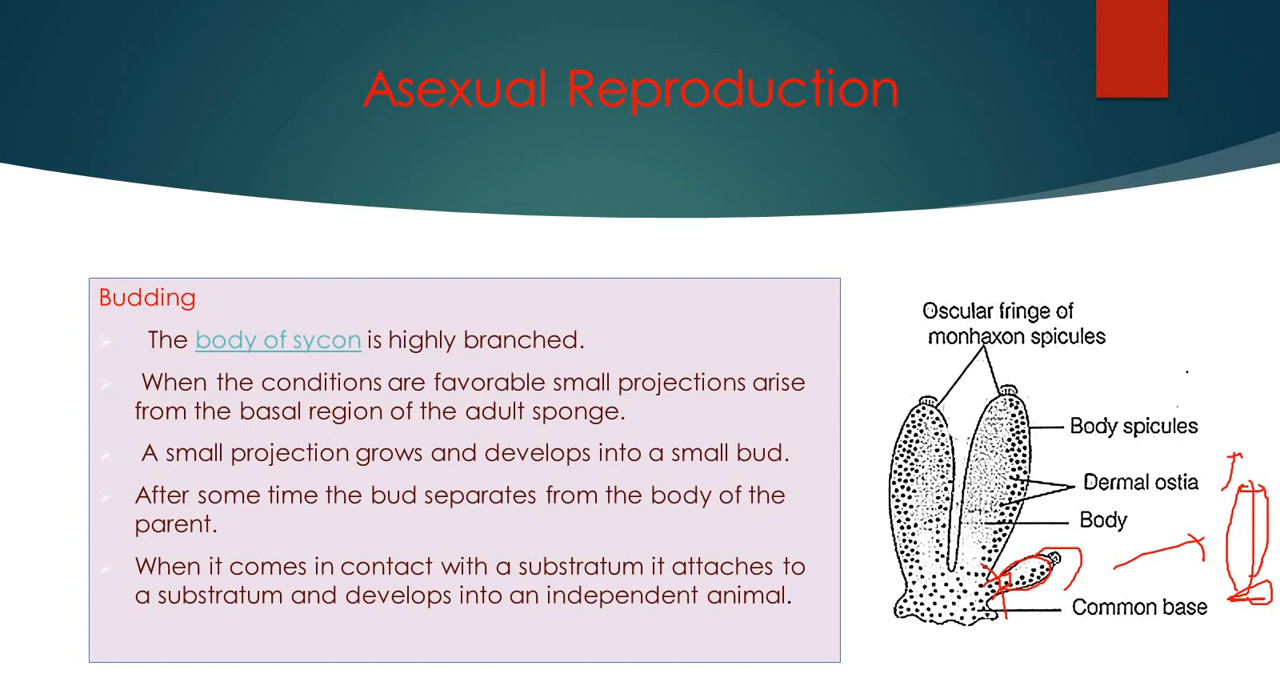 Asexual Reproduction
Budding
The body of sycon is highly branched.
When the conditions are favorable small projections arise
from the basal region of the adult sponge.
A small projection grows and develops into a small bud.
After some time the bud separates from the body of the
parent.
When it comes in contact with a substratum it attaches to
a substratum and develops into an independent animal.
Oscular fringe of
monhaxon spicules
Body spicules
Dermal ostia
Body
Common base